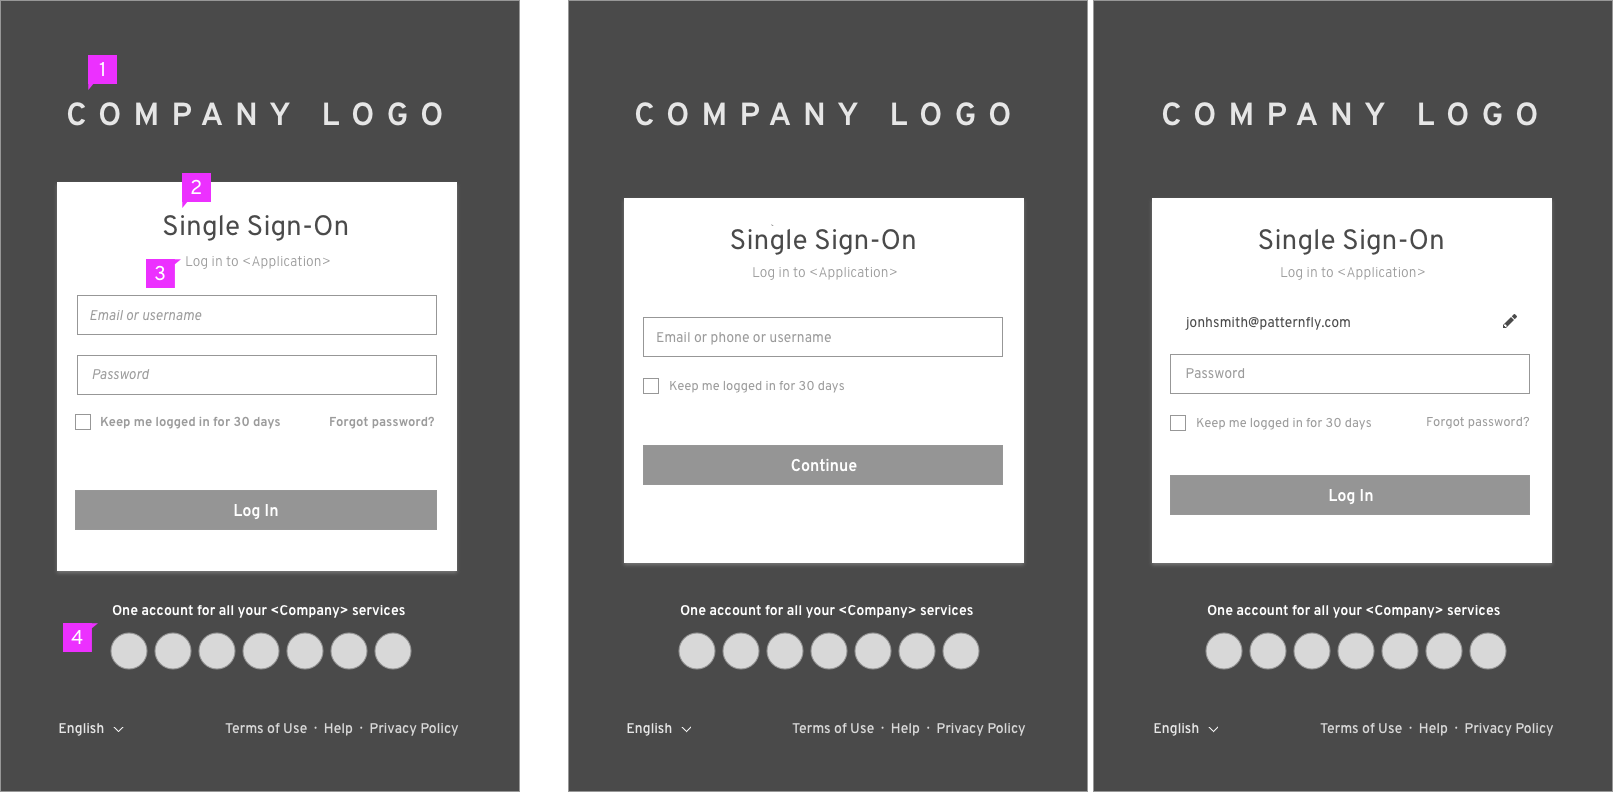 1
COMPANY LOGO
2
Single Sign-On
Log in to <Application>
3
Email or username
Password
Keep me logged in for 30 days
Forgot password?
Log In
One account for all your <Company> services
4
English
Terms of Use · Help · Privacy Policy
COMPANY LOGO
Single Sign-On
Log in to <Application>
Email or phone or username
Keep me logged in for 30 days
Continue
One account for all your <Company> services
English
Terms of Use · Help · Privacy Policy
COMPANY LOGO
Single Sign-On
Log in to <Application>
jonhsmith@patternfly.com
Password
Keep me logged in for 30 days
Forgot password?
Log In
One account for all your <Company> services
English
Terms of Use · Help · Privacy Policy